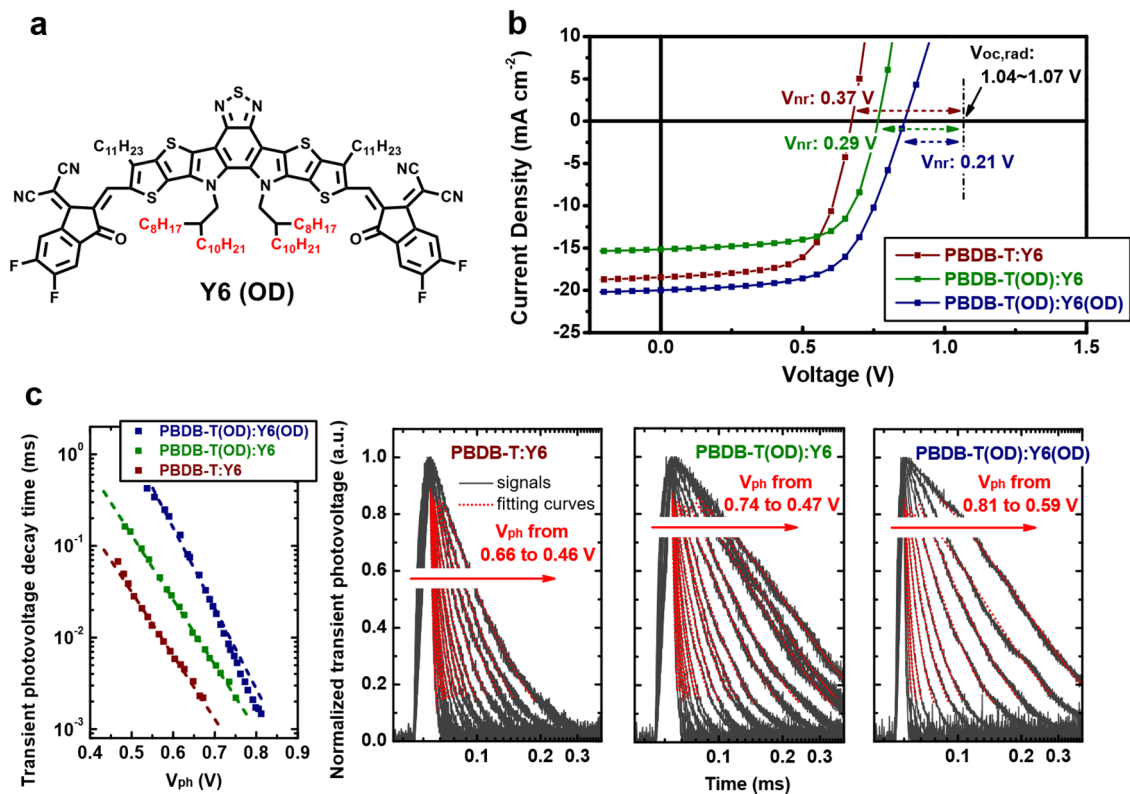 a
S
N N
C₁₁H₂₃ S S C₁₁H₂₃
CN CN
NC S N N S CN
O O
C₈H₁₇ C₈H₁₇
C₁₀H₂₁ C₁₀H₂₁
F F
F F
Y6 (OD)
b
Current Density (mA cm⁻²)
10
5
0
-5
-10
-15
-20
-25
0.0 0.5 1.0 1.5
Voltage (V)
Voc,rad:
1.04~1.07 V
Vnr: 0.37 V
Vnr: 0.29 V
Vnr: 0.21 V
PBDB-T:Y6
PBDB-T(OD):Y6
PBDB-T(OD):Y6(OD)
c
Transient photovoltage decay time (ms)
PBDB-T(OD):Y6(OD)
PBDB-T(OD):Y6
PBDB-T:Y6
10⁰
10⁻¹
10⁻²
10⁻³
0.4 0.5 0.6 0.7 0.8 0.9
Vph (V)
Normalized transient photovoltage (a.u.)
1.0
0.8
0.6
0.4
0.2
0.0
PBDB-T:Y6
signals
fitting curves
Vph from
0.66 to 0.46 V
0.1 0.2 0.3
PBDB-T(OD):Y6
Vph from
0.74 to 0.47 V
0.1 0.2 0.3
PBDB-T(OD):Y6(OD)
Vph from
0.81 to 0.59 V
0.1 0.2 0.3
Time (ms)